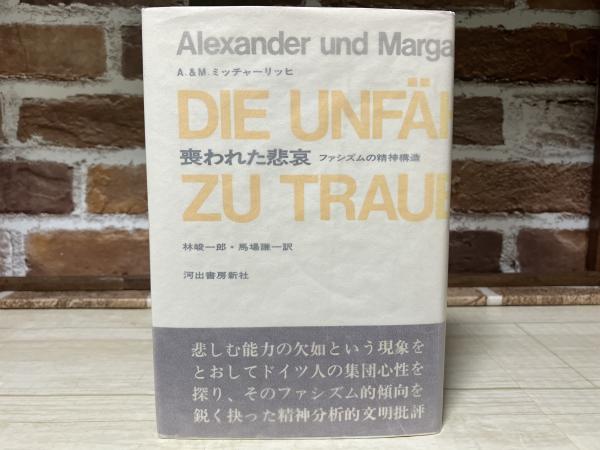 Alexander und Marga
A.&M.ミッチャーリッヒ
DIE UNFÄH
喪われた悲哀 ファシズムの精神構造
ZU TRAUE
林峻一郎・馬場謙一訳
河出書房新社
悲しむ能力の欠如という現象を
とおしてドイツ人の集団心性を
探り、そのファシズム的傾向を
鋭く抉った精神分析的文明批評